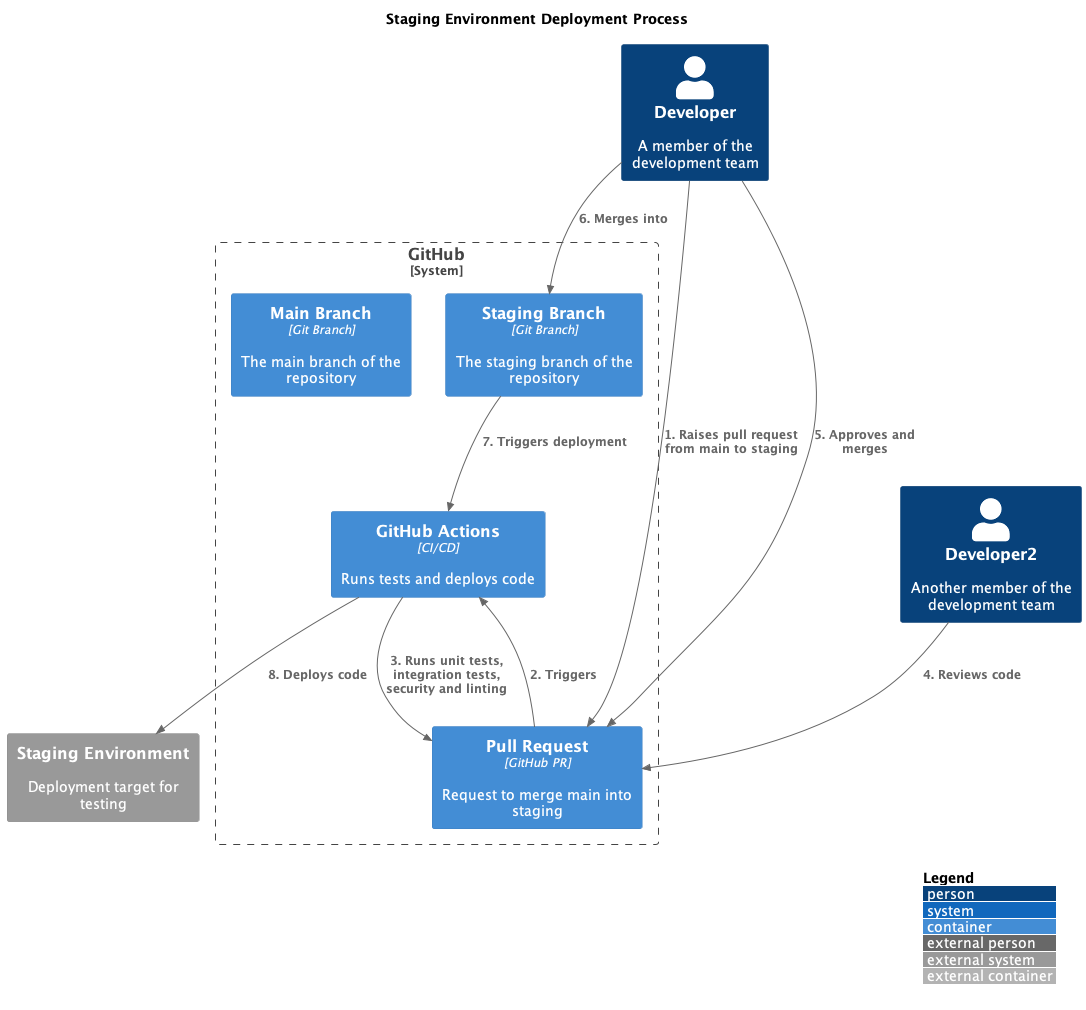 Staging Environment Deployment Process
Developer
A member of the
development team
6. Merges into
GitHub
[System]
Main Branch
[Git Branch]
The main branch of the
repository
Staging Branch
[Git Branch]
The staging branch of the
repository
7. Triggers deployment
1. Raises pull request
from main to staging
5. Approves and
merges
GitHub Actions
[CI/CD]
Runs tests and deploys code
Developer2
Another member of the
development team
8. Deploys code
3. Runs unit tests,
integration tests,
security and linting
2. Triggers
4. Reviews code
Staging Environment
Deployment target for
testing
Pull Request
[GitHub PR]
Request to merge main into
staging
Legend
person
system
container
external person
external system
external container